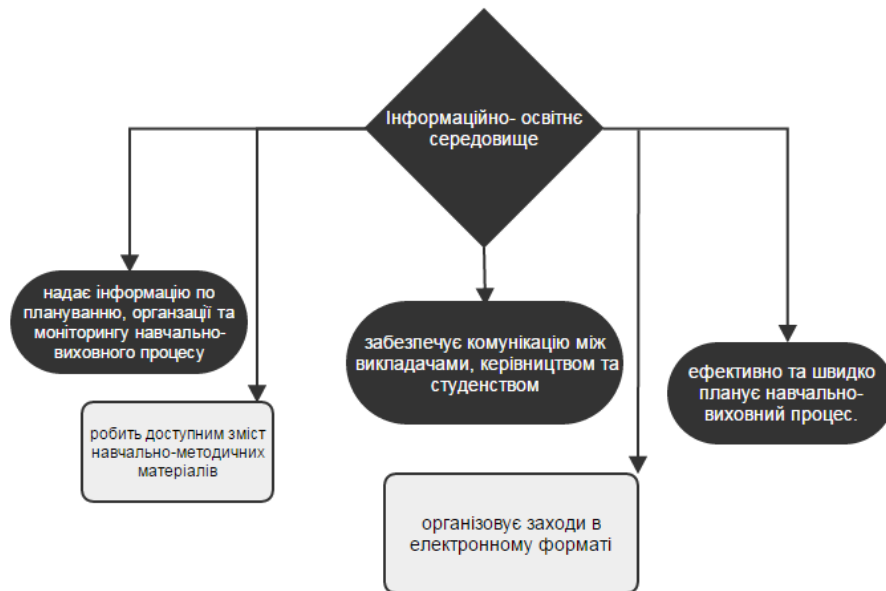 Інформаційно- освітнє
середовище
надає інформацію по
плануванню, органзації та
моніторингу навчально-
виховного процесу
забезпечує комунікацію між
викладачами, керівництвом та
студенством
ефективно та швидко
планує навчально-
виховний процес.
робить доступним зміст
навчально-методичних
матеріалів
організовує заходи в
електронному форматі